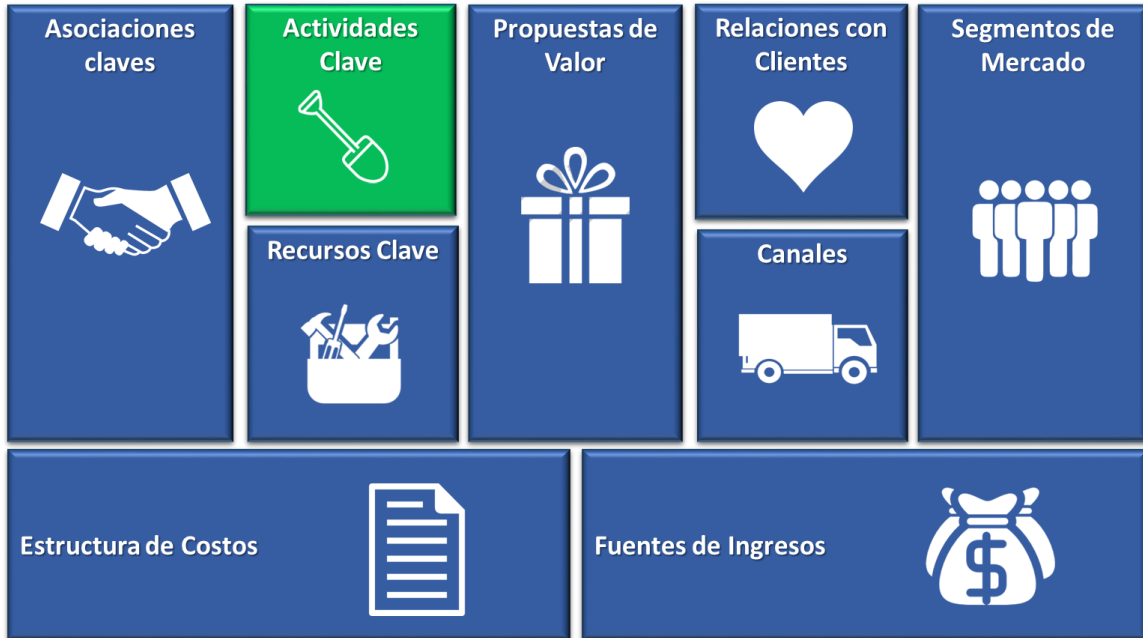 Asociaciones
claves
Actividades
Clave
Propuestas de
Valor
Relaciones con
Clientes
Segmentos de
Mercado
Recursos Clave
Canales
Estructura de Costos
Fuentes de Ingresos
$